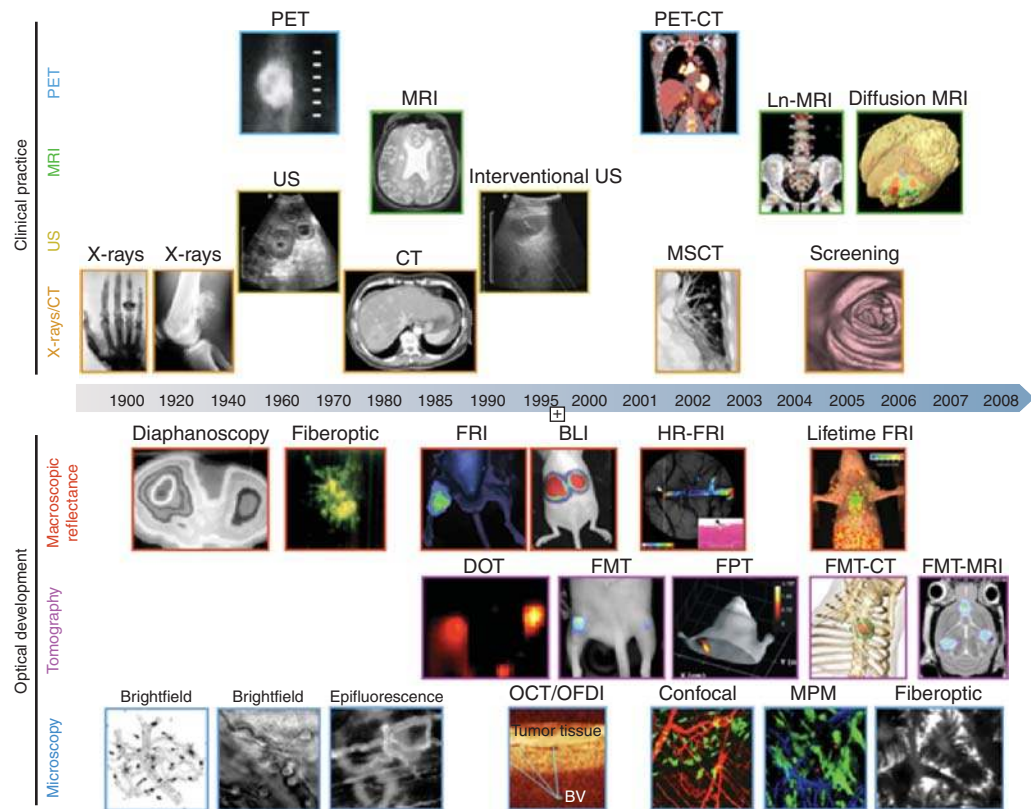 PET
PET-CT
MRI
Ln-MRI
Diffusion MRI
US
Interventional US
X-rays
X-rays
CT
MSCT
Screening
Clinical practice
PET
MRI
US
X-rays/CT
1900 1920 1940 1960 1970 1980 1985 1990 1995 2000 2001 2002 2003 2004 2005 2006 2007 2008
+
Diaphanoscopy
Fiberoptic
FRI
BLI
HR-FRI
Lifetime FRI
DOT
FMT
FPT
FMT-CT
FMT-MRI
Brightfield
Brightfield
Epifluorescence
OCT/OFDI
Confocal
MPM
Fiberoptic
Tumor tissue
BV
Optical development
Macroscopic
reflectance
Tomography
Microscopy